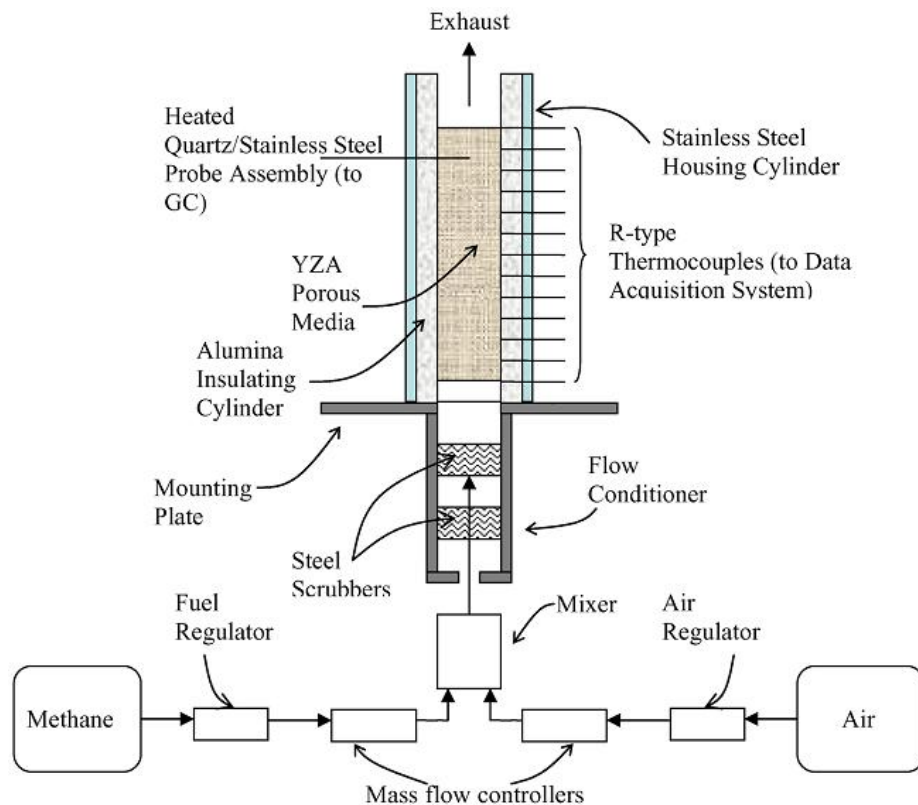 Exhaust
Heated
Quartz/Stainless Steel
Probe Assembly (to
GC)
Stainless Steel
Housing Cylinder
R-type
Thermocouples (to Data
Acquisition System)
YZA
Porous
Media
Alumina
Insulating
Cylinder
Mounting
Plate
Flow
Conditioner
Steel
Scrubbers
Fuel
Regulator
Mixer
Air
Regulator
Methane
Air
Mass flow controllers